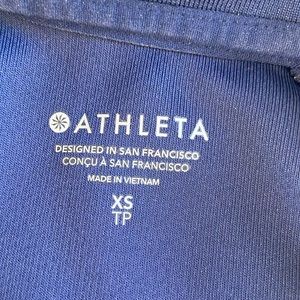 ATHLETA
DESIGNED IN SAN FRANCISCO
CONÇU À SAN FRANCISCO
MADE IN VIETNAM
XS
TP